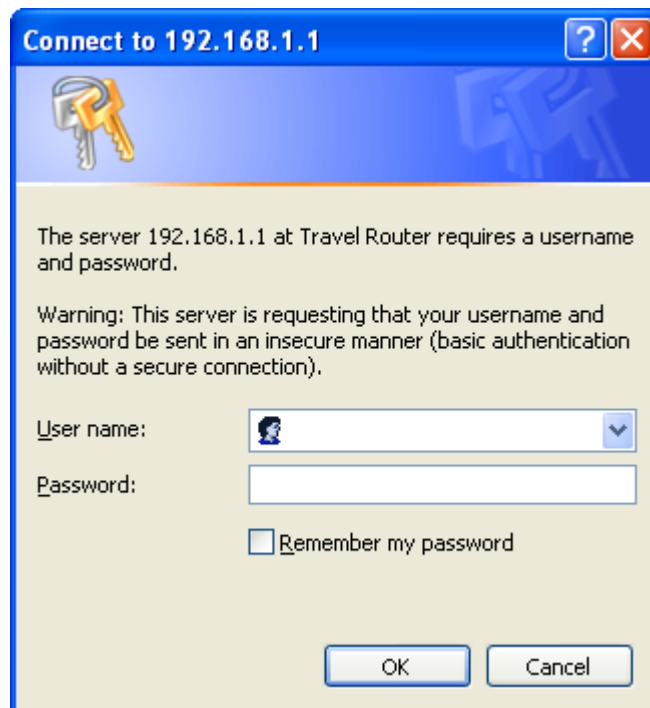 Connect to 192.168.1.1
The server 192.168.1.1 at Travel Router requires a username
and password.
Warning: This server is requesting that your username and
password be sent in an insecure manner (basic authentication
without a secure connection).
User name:
Password:
Remember my password
OK Cancel